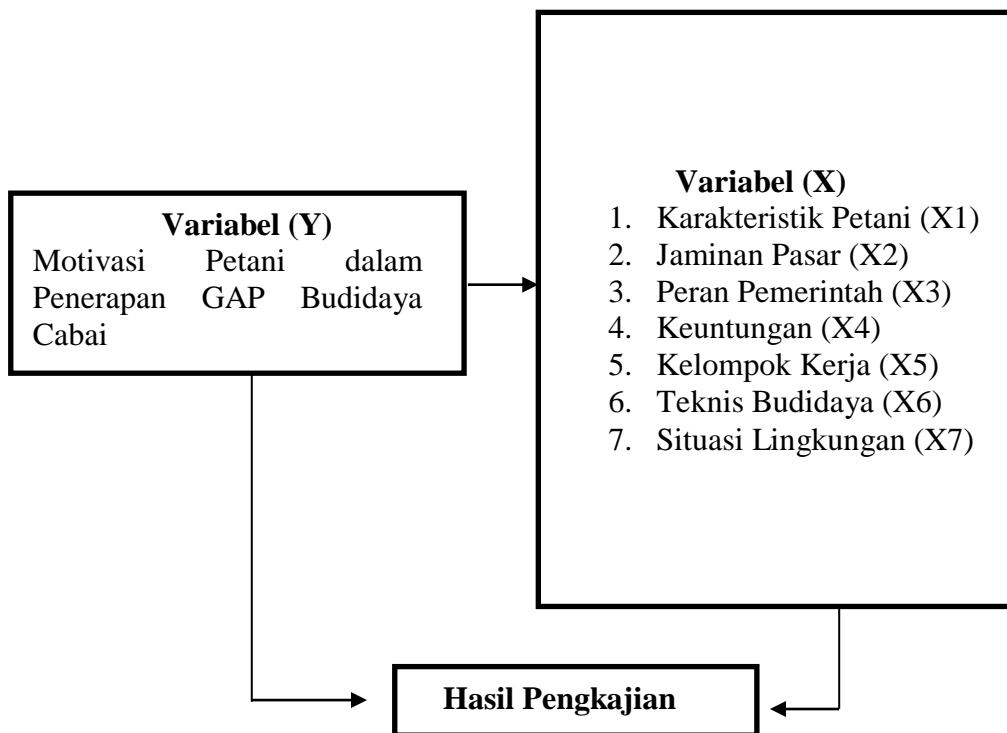 Variabel (Y)
Motivasi Petani dalam
Penerapan GAP Budidaya
Cabai
Variabel (X)
1. Karakteristik Petani (X1)
2. Jaminan Pasar (X2)
3. Peran Pemerintah (X3)
4. Keuntungan (X4)
5. Kelompok Kerja (X5)
6. Teknis Budidaya (X6)
7. Situasi Lingkungan (X7)
Hasil Pengkajian